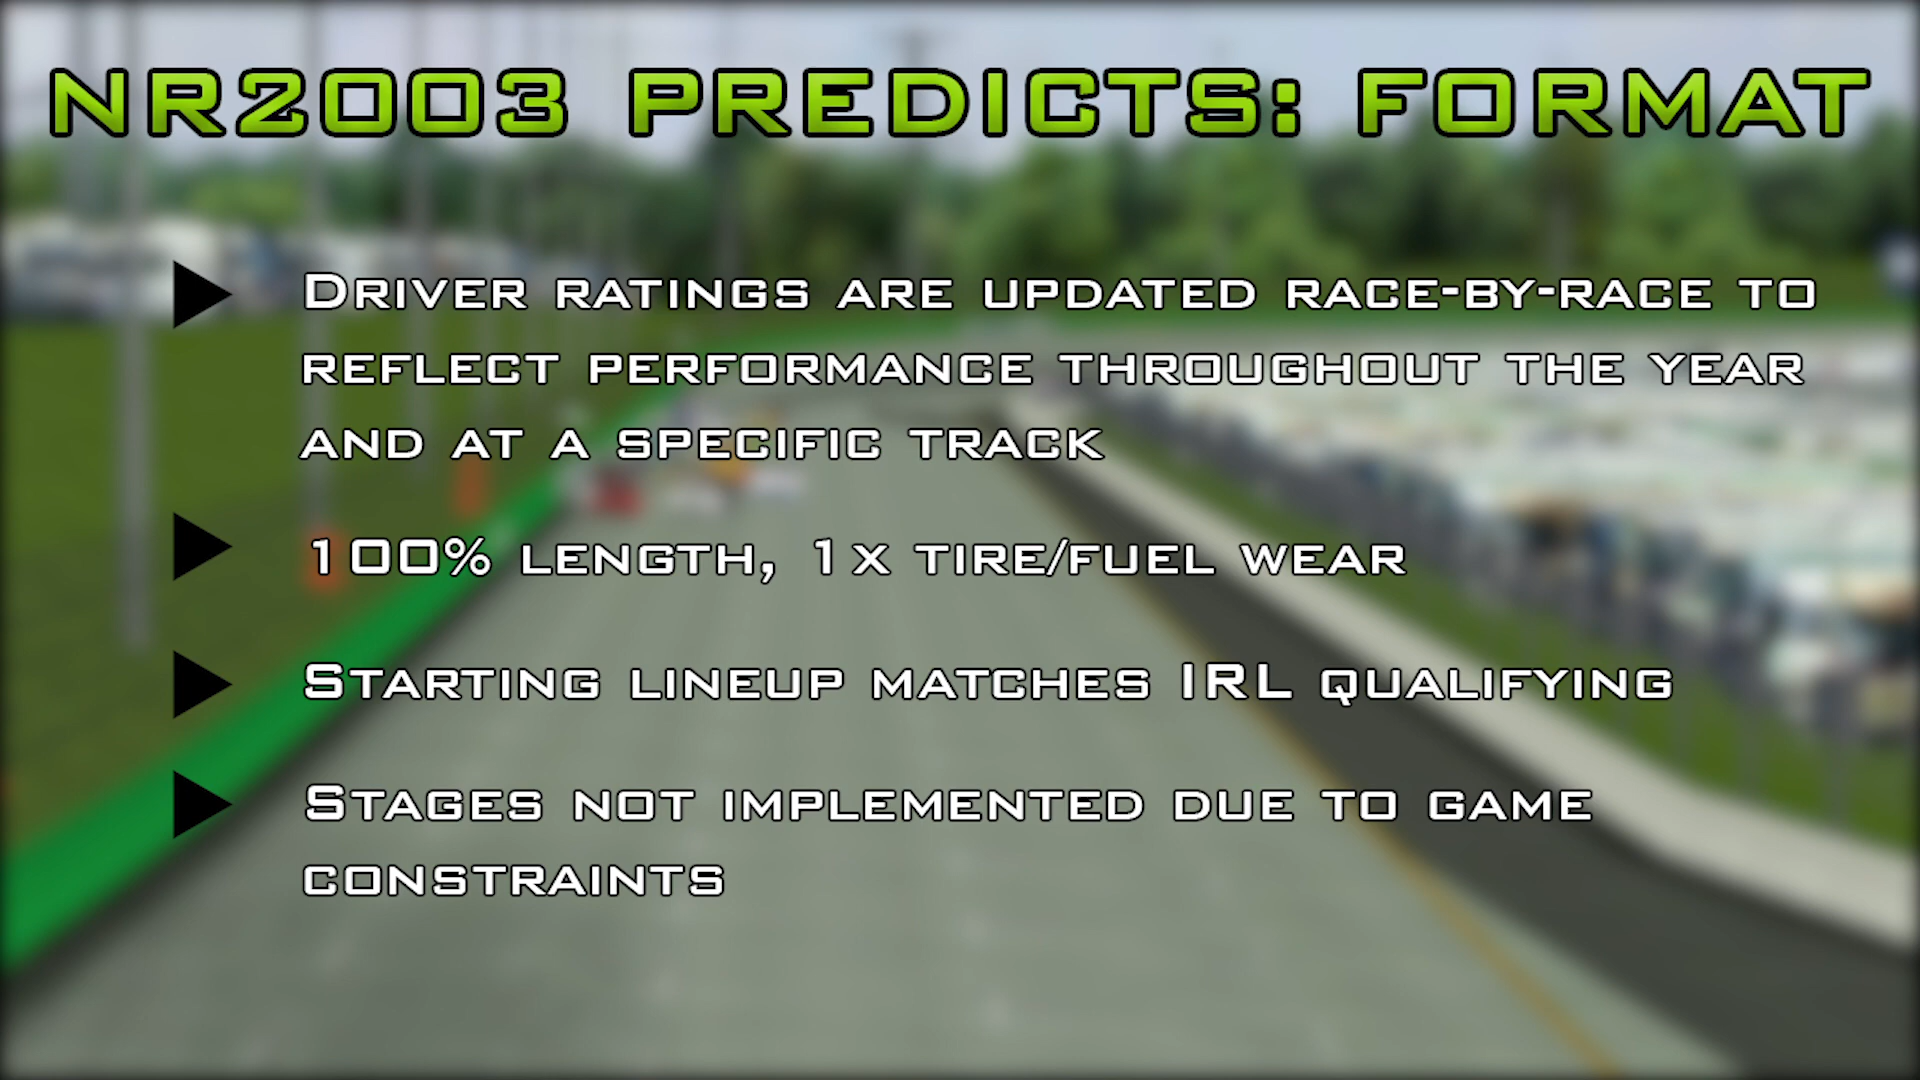 NR2003 PREDICTS: FORMAT
DRIVER RATINGS ARE UPDATED RACE-BY-RACE TO
REFLECT PERFORMANCE THROUGHOUT THE YEAR
AND AT A SPECIFIC TRACK
100% LENGTH, 1X TIRE/FUEL WEAR
STARTING LINEUP MATCHES IRL QUALIFYING
STAGES NOT IMPLEMENTED DUE TO GAME
CONSTRAINTS